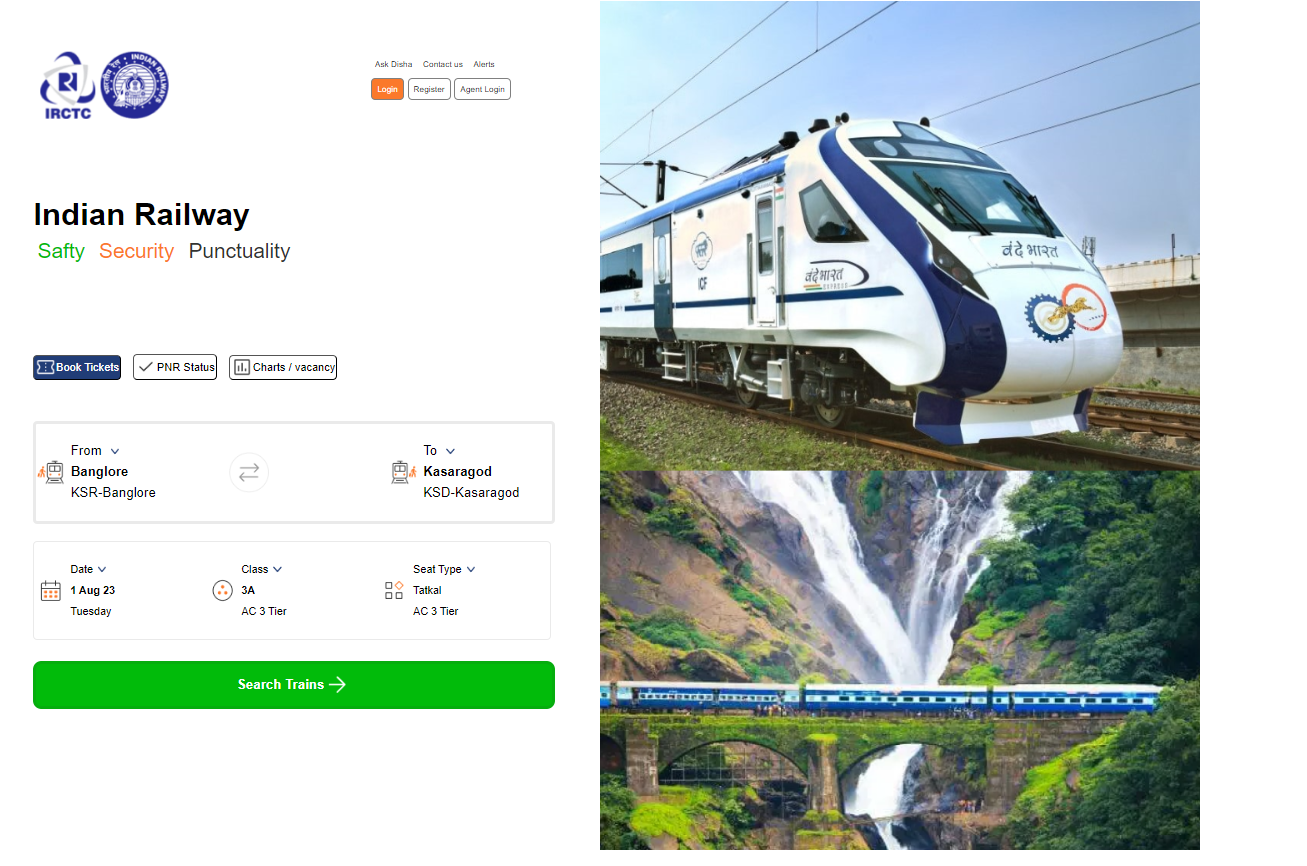 Ask Disha Contact us Alerts
Login Register Agent Login
IRCTC
INDIAN RAILWAYS
भारतीय रेल
Indian Railway
Safty Security Punctuality
Book Tickets PNR Status Charts / vacancy
From
To
Banglore
Kasaragod
KSR-Banglore
KSD-Kasaragod
Date
Class
Seat Type
1 Aug 23
3A
Tatkal
Tuesday
AC 3 Tier
AC 3 Tier
Search Trains
वंदे भारत
वंदे भारत
EXPRESS
ICF